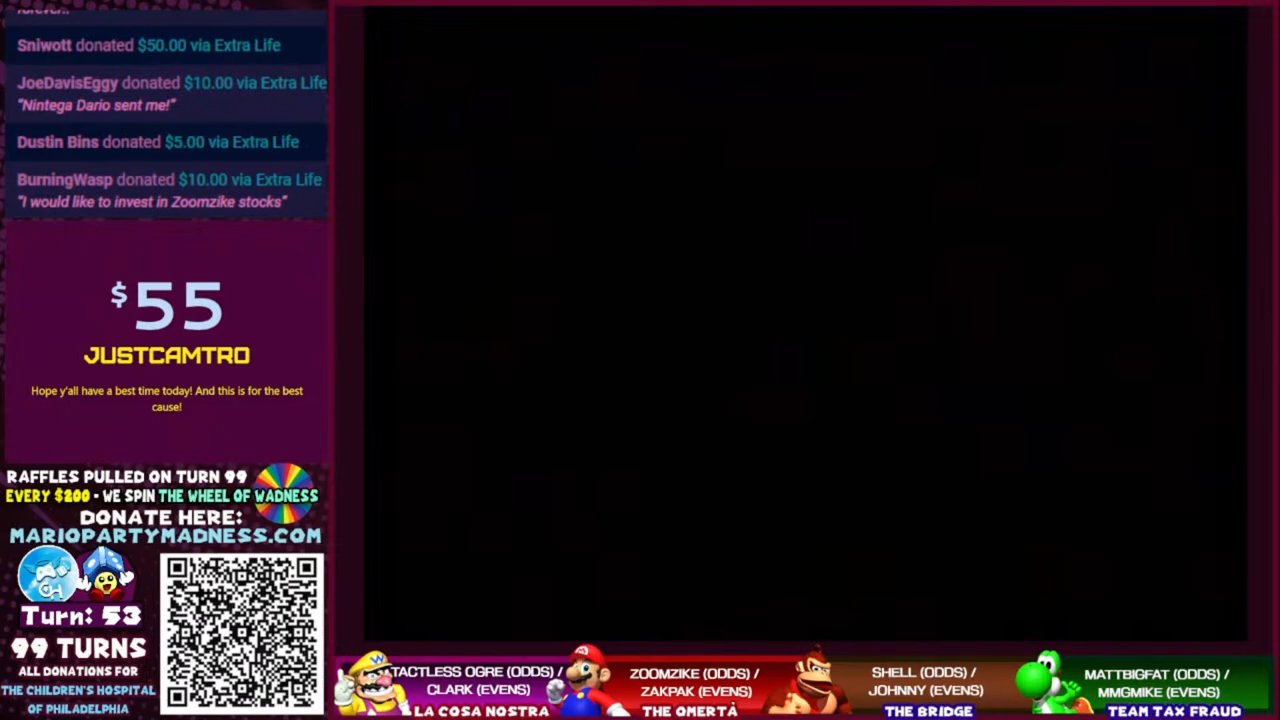 forever!!
Sniwott donated $50.00 via Extra Life
JoeDavisEggy donated $10.00 via Extra Life
"Nintega Dario sent me!"
Dustin Bins donated $5.00 via Extra Life
BurningWasp donated $10.00 via Extra Life
"I would like to invest in Zoomzike stocks"
$55
JUSTCAMTRO
Hope y'all have a best time today! And this is for the best
cause!
RAFFLES PULLED ON TURN 99
EVERY $200 - WE SPIN THE WHEEL OF WADNESS
DONATE HERE:
MARIOPARTYMADNESS.COM
CH
Turn: 53
99 TURNS
ALL DONATIONS FOR
THE CHILDREN'S HOSPITAL
OF PHILADELPHIA
TACTLESS OGRE (ODDS) /
CLARK (EVENS)
LA COSA NOSTRA
ZOOMZIKE (ODDS) /
ZAKPAK (EVENS)
THE OMERTÀ
SHELL (ODDS) /
JOHNNY (EVENS)
THE BRIDGE
MATTBIGFAT (ODDS) /
MMGMIKE (EVENS)
TEAM TAX FRAUD